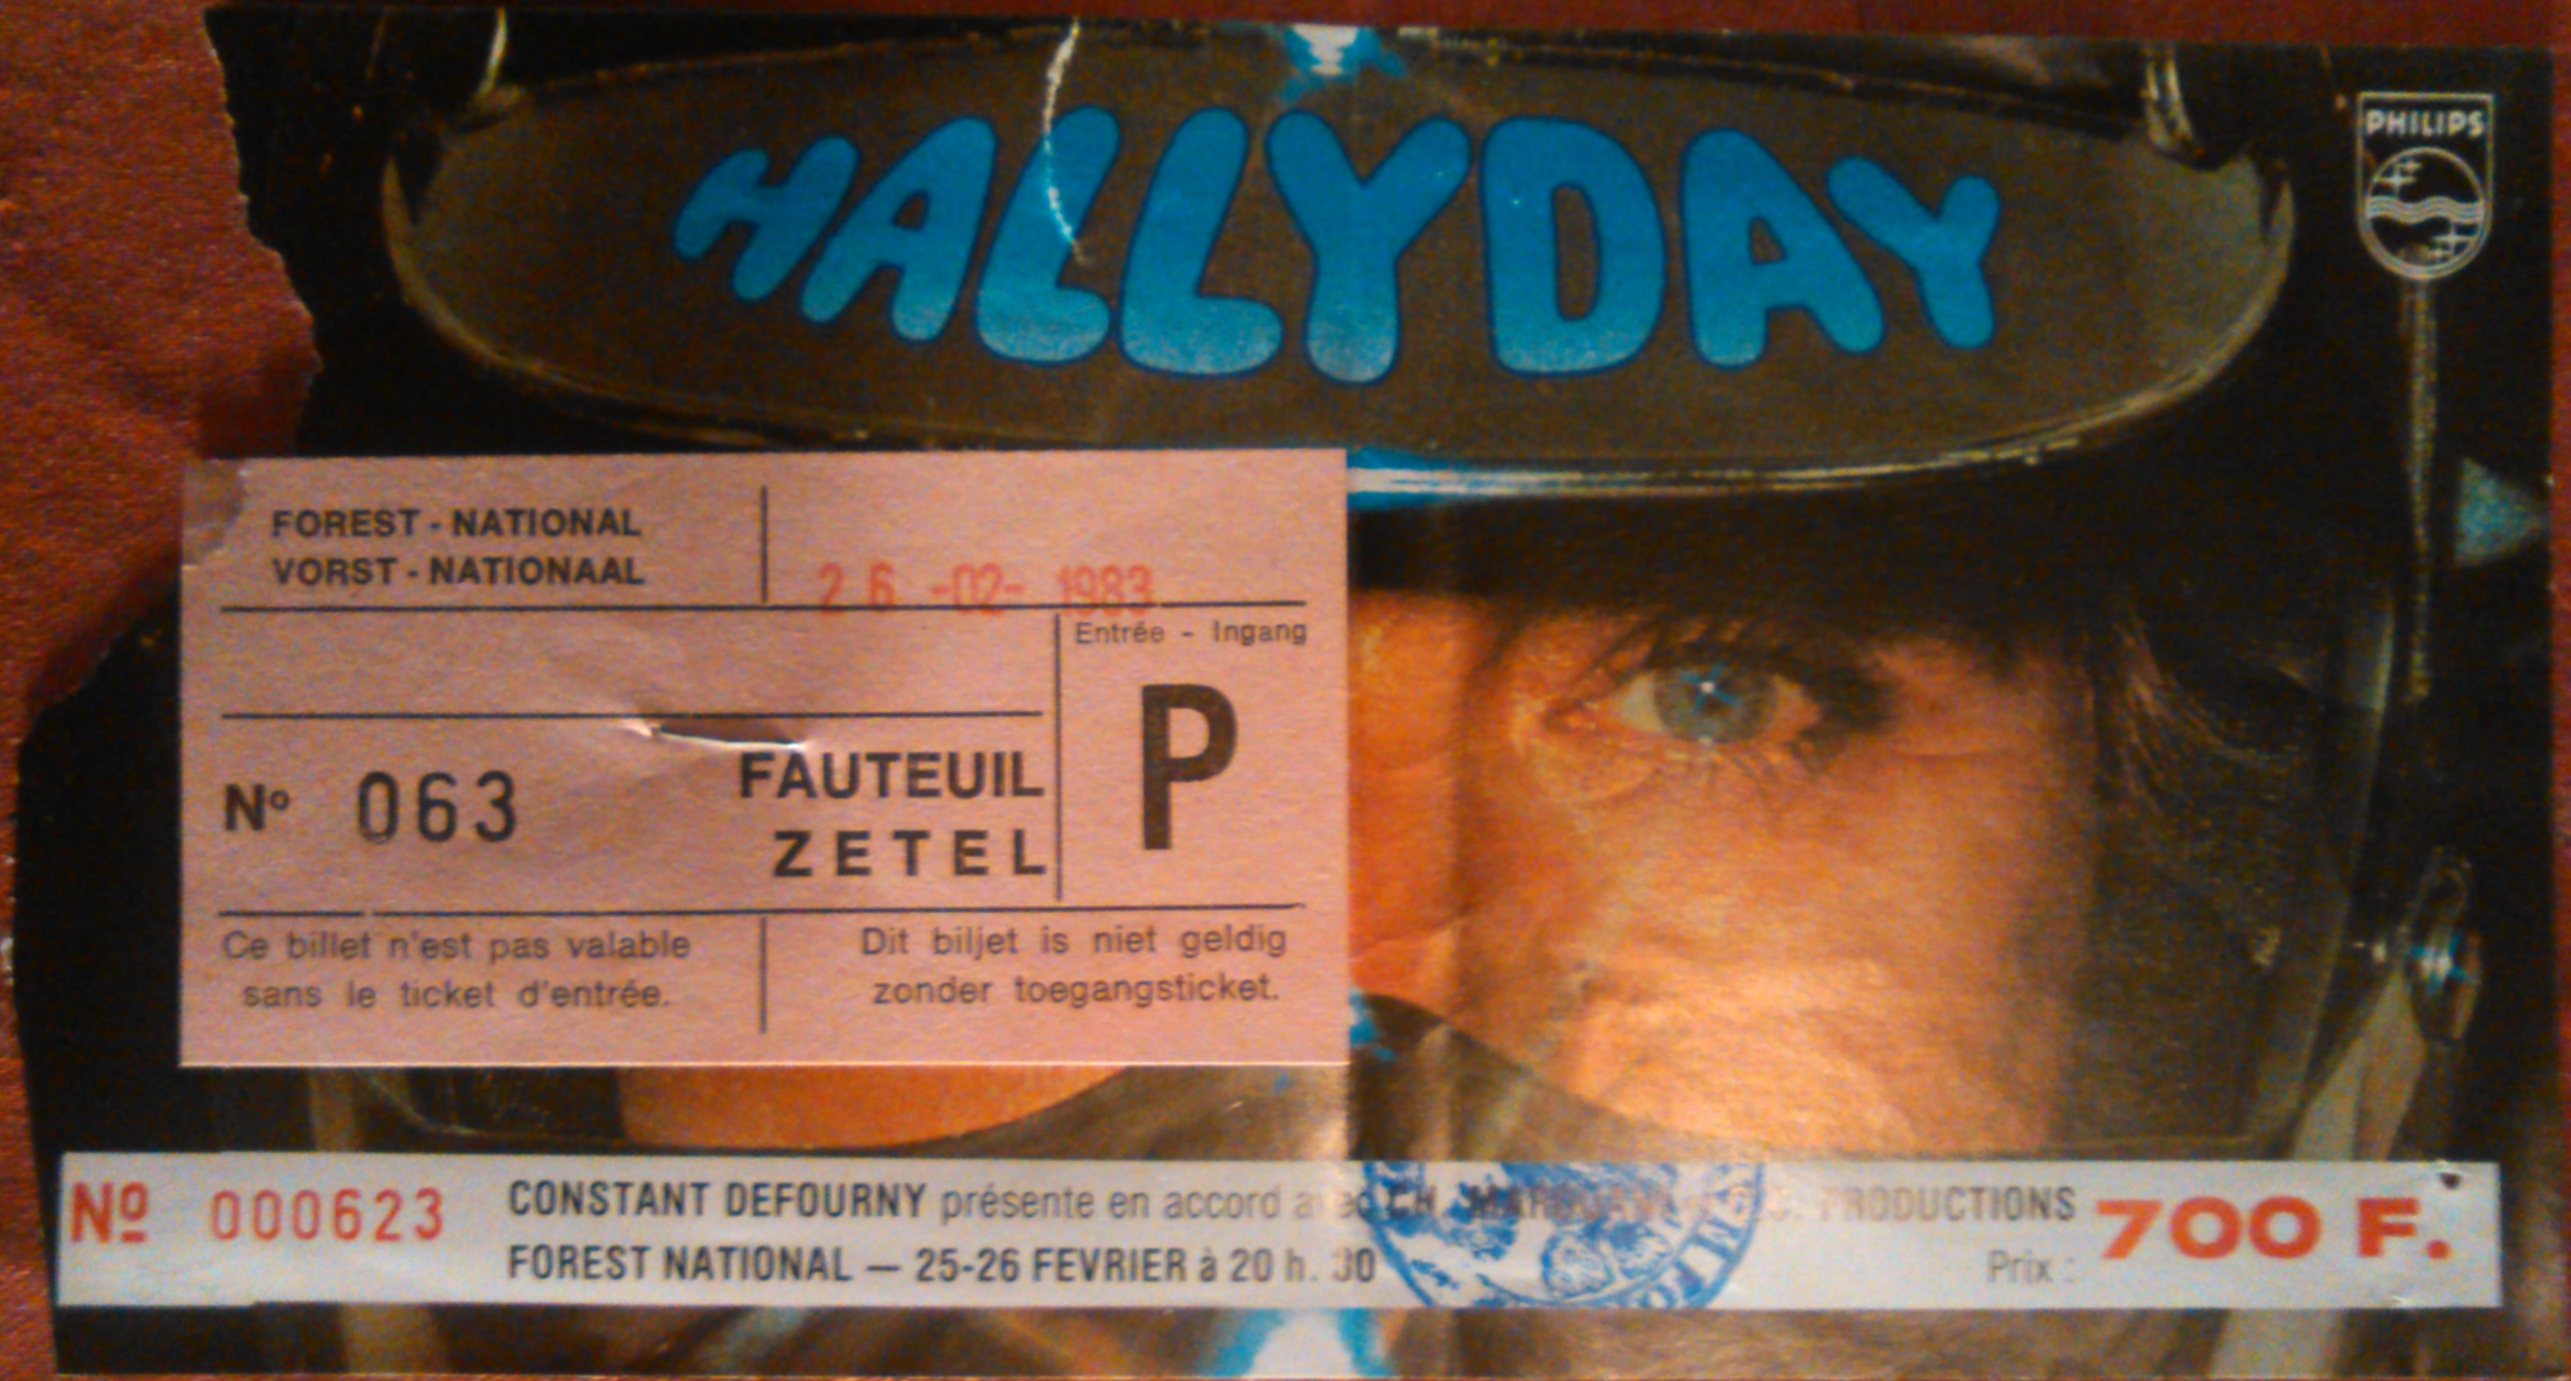 HALLYDAY
PHILIPS
FOREST - NATIONAL
VORST - NATIONAAL
26 -02- 1983
Entrée - Ingang
P
Nº 063
FAUTEUIL
ZETEL
Ce billet n'est pas valable
sans le ticket d'entrée.
Dit biljet is niet geldig
zonder toegangsticket.
Nº 000623
CONSTANT DEFOURNY présente en accord avec CH. PRODUCTIONS
FOREST NATIONAL — 25-26 FEVRIER à 20 h. 30
Prix : 700 F.